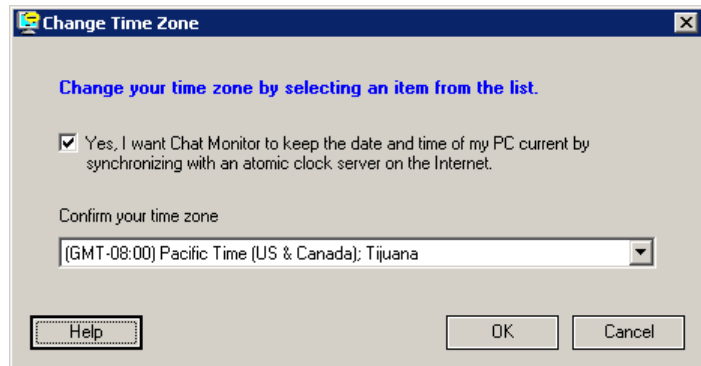 Change Time Zone
Change your time zone by selecting an item from the list.
Yes, I want Chat Monitor to keep the date and time of my PC current by
synchronizing with an atomic clock server on the Internet.
Confirm your time zone
(GMT-08:00) Pacific Time (US & Canada); Tijuana
Help OK Cancel